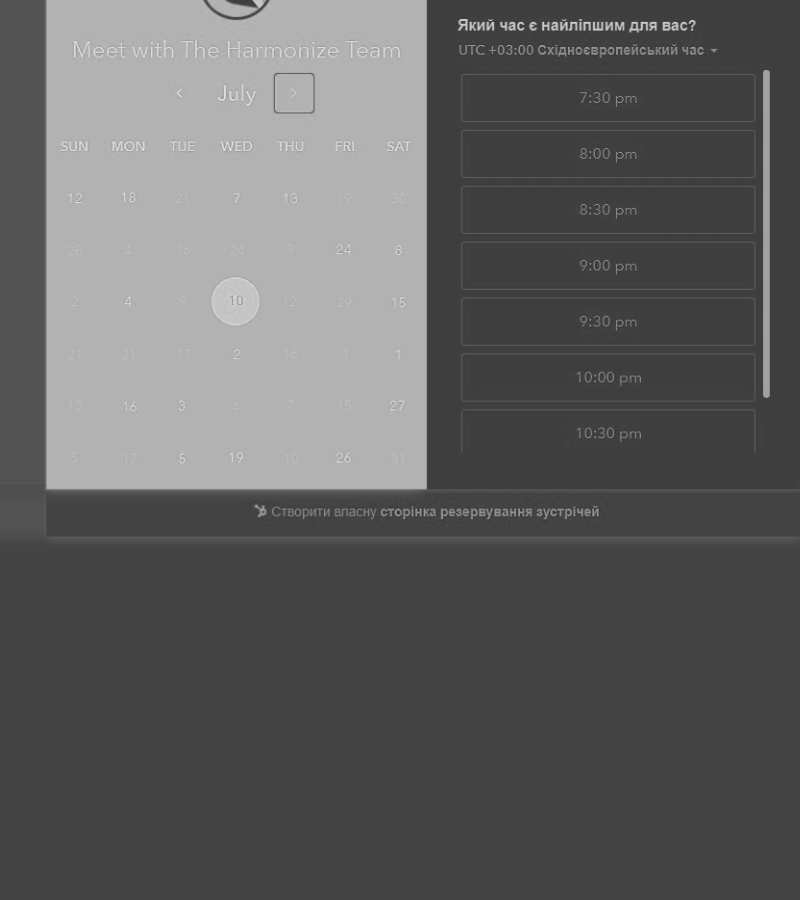 Meet with The Harmonize Team
July
SUN MON TUE WED THU FRI SAT
12 18 21 7 13 19 30
28 4 16 24 9 24 8
2 4 9 10 12 29 15
21 21 17 2 16 3 1
13 16 3 4 7 15 27
5 17 5 19 10 26 31
Який час є найліпшим для вас?
UTC +03:00 Східноєвропейський час
7:30 pm
8:00 pm
8:30 pm
9:00 pm
9:30 pm
10:00 pm
10:30 pm
Створити власну сторінка резервування зустрічей